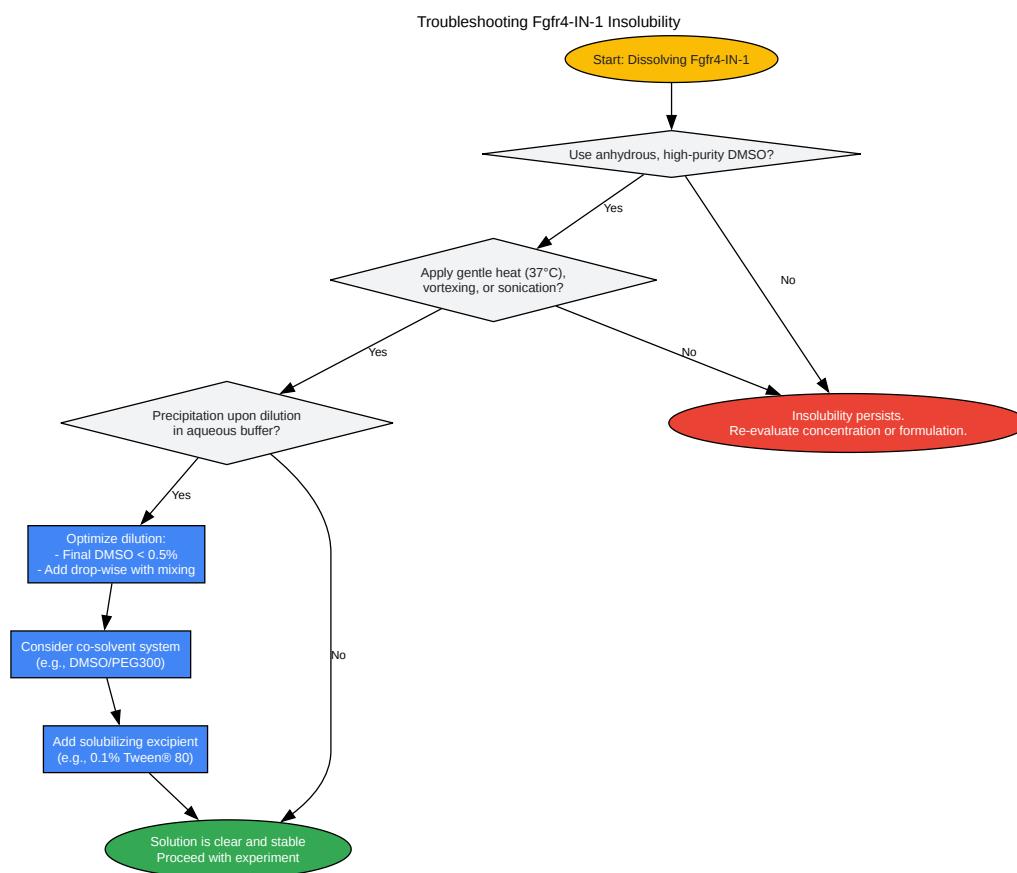 Troubleshooting Fgfr4-IN-1 Insolubility
Start: Dissolving Fgfr4-IN-1
Use anhydrous, high-purity DMSO?
Yes
No
Apply gentle heat (37°C),
vortexing, or sonication?
Yes
No
Precipitation upon dilution
in aqueous buffer?
Insolubility persists.
Re-evaluate concentration or formulation.
Yes
No
Optimize dilution:
- Final DMSO < 0.5%
- Add drop-wise with mixing
Consider co-solvent system
(e.g., DMSO/PEG300)
Add solubilizing excipient
(e.g., 0.1% Tween® 80)
Solution is clear and stable
Proceed with experiment